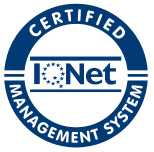 CERTIFIED
IQNet
MANAGEMENT SYSTEM